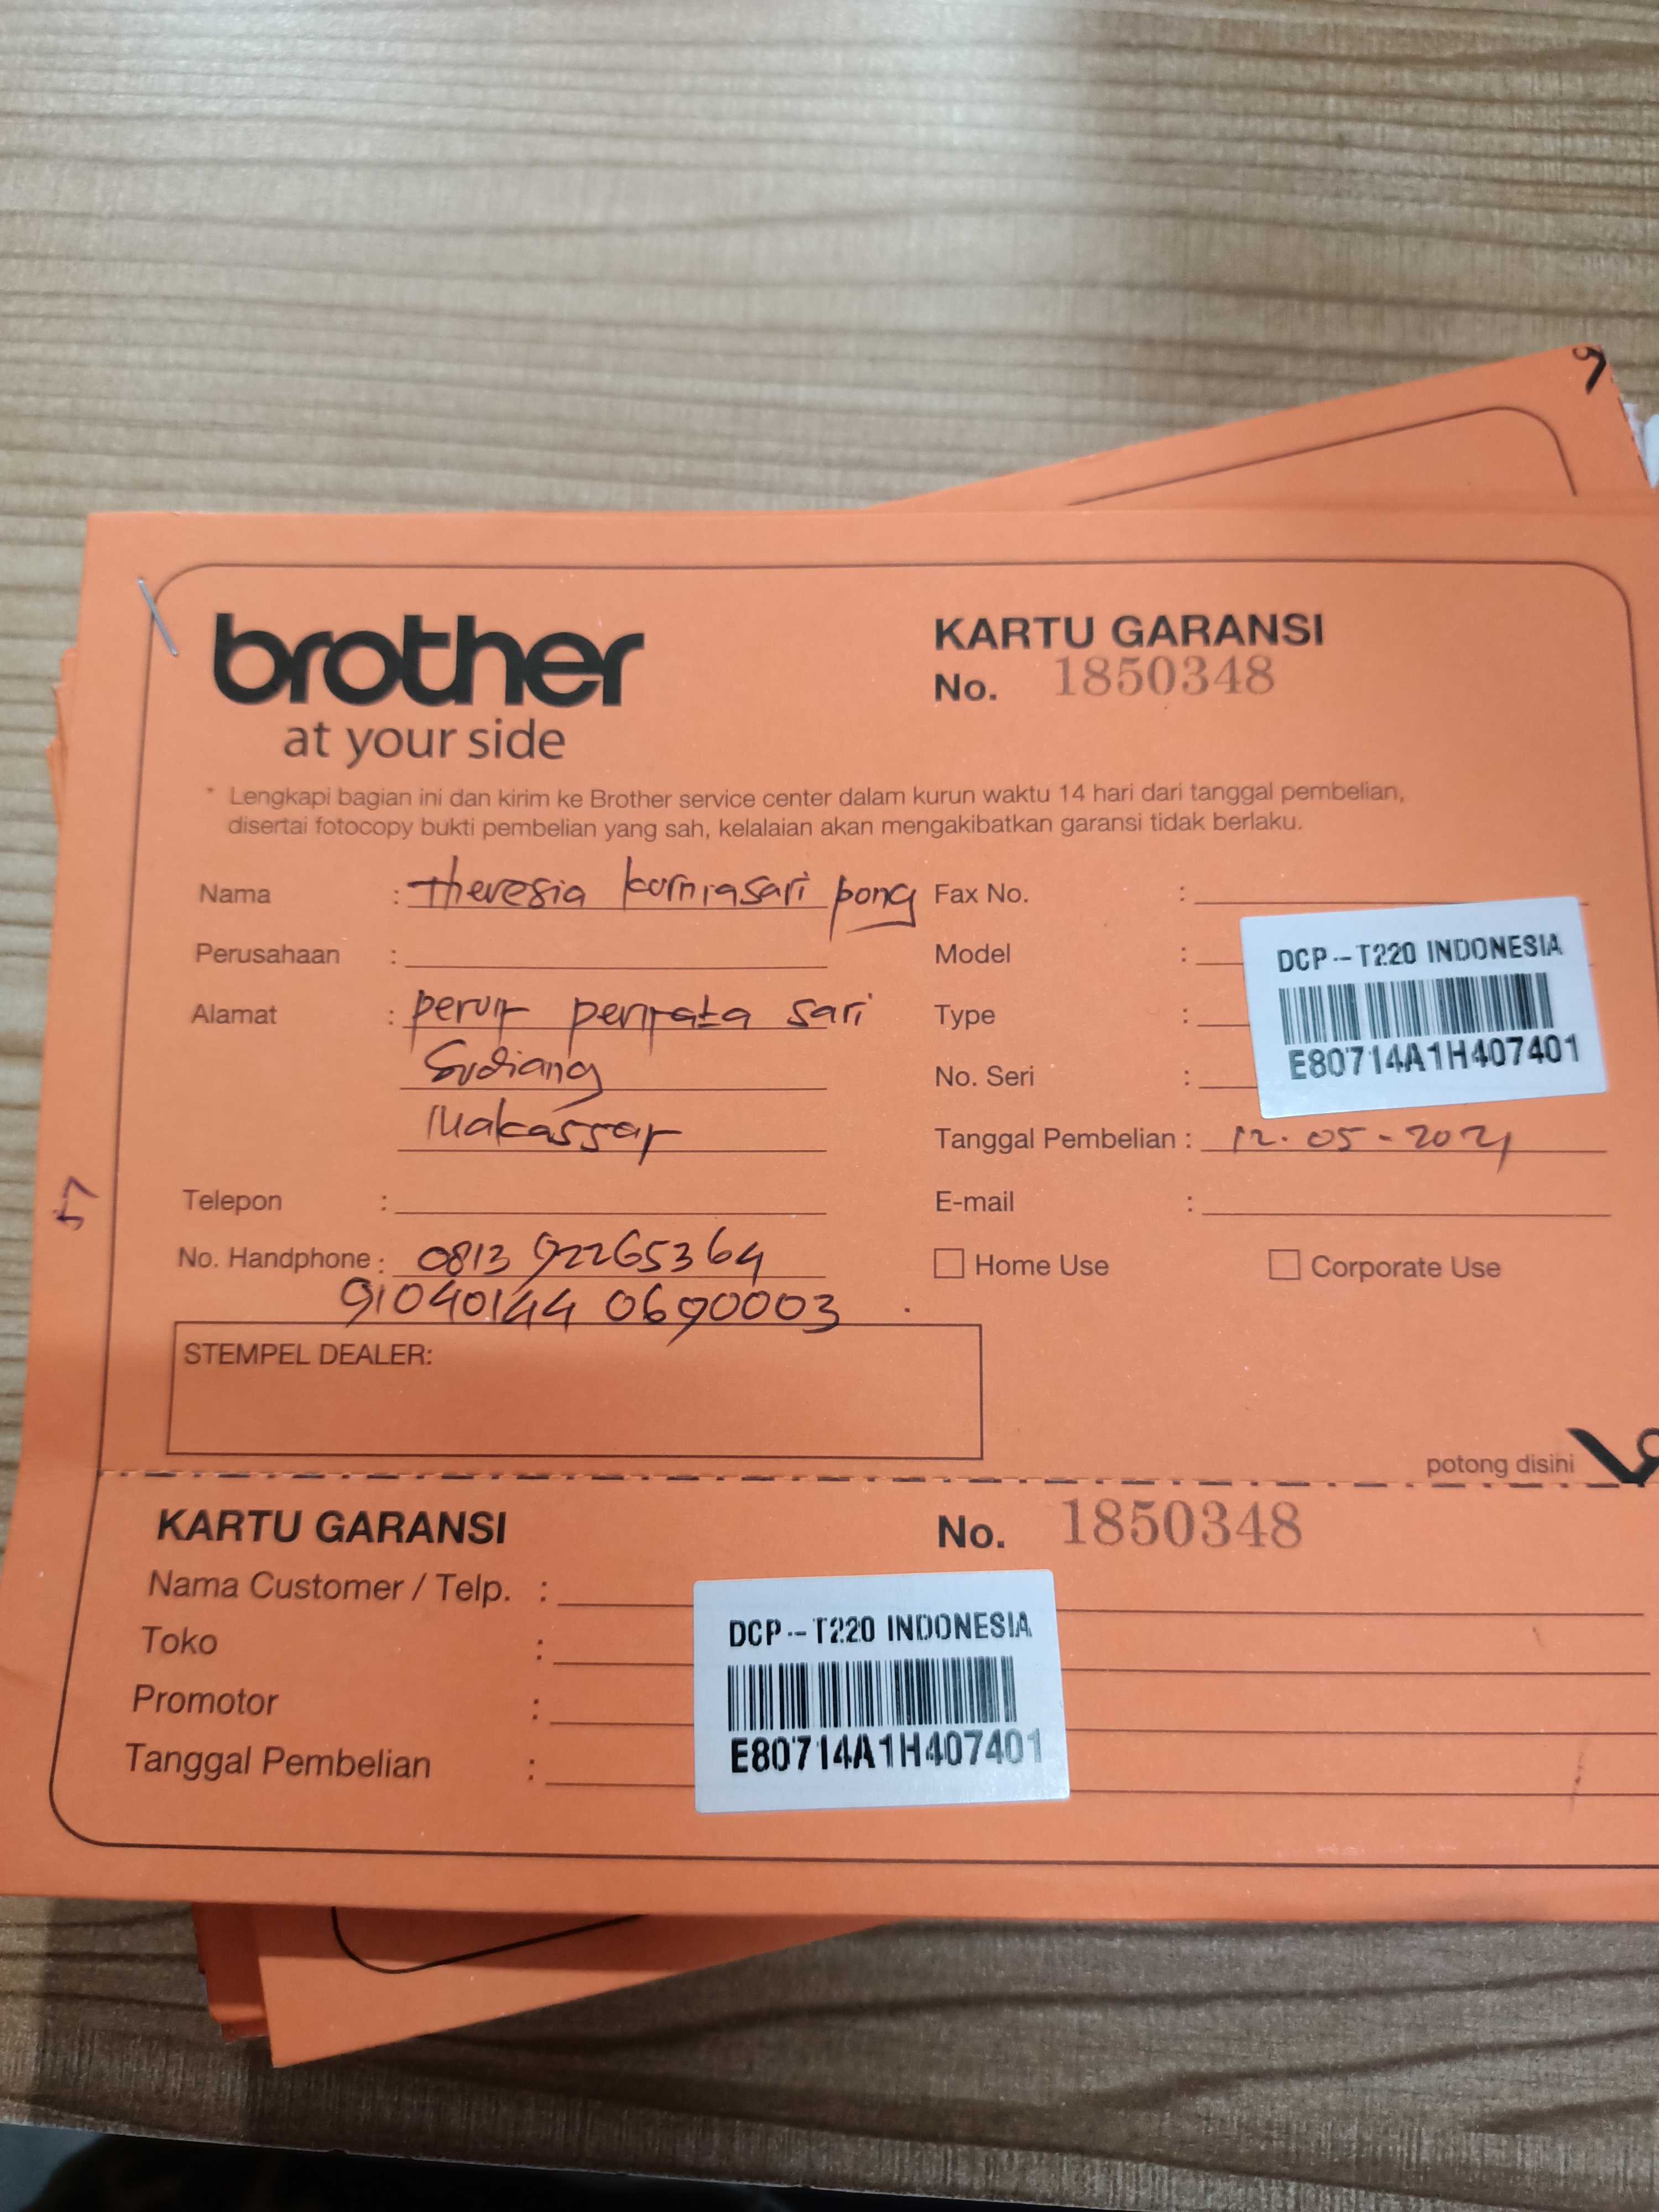 brother
at your side
KARTU GARANSI
No. 1850348
* Lengkapi bagian ini dan kirim ke Brother service center dalam kurun waktu 14 hari dari tanggal pembelian,
disertai fotocopy bukti pembelian yang sah, kelalaian akan mengakibatkan garansi tidak berlaku.
Nama : Theresia kurniasari pong
Perusahaan :
Alamat : perum permata sari
Sudiang
Makassar
Telepon :
No. Handphone : 0813 92265364
91040144 0690003
Fax No. :
Model :
Type :
No. Seri :
DCP-T220 INDONESIA
E80714A1H407401
Tanggal Pembelian : 12.05-2021
E-mail :
Home Use Corporate Use
57
STEMPEL DEALER:
potong disini
KARTU GARANSI No. 1850348
Nama Customer / Telp. :
Toko :
Promotor :
Tanggal Pembelian :
DCP-T220 INDONESIA
E80714A1H407401